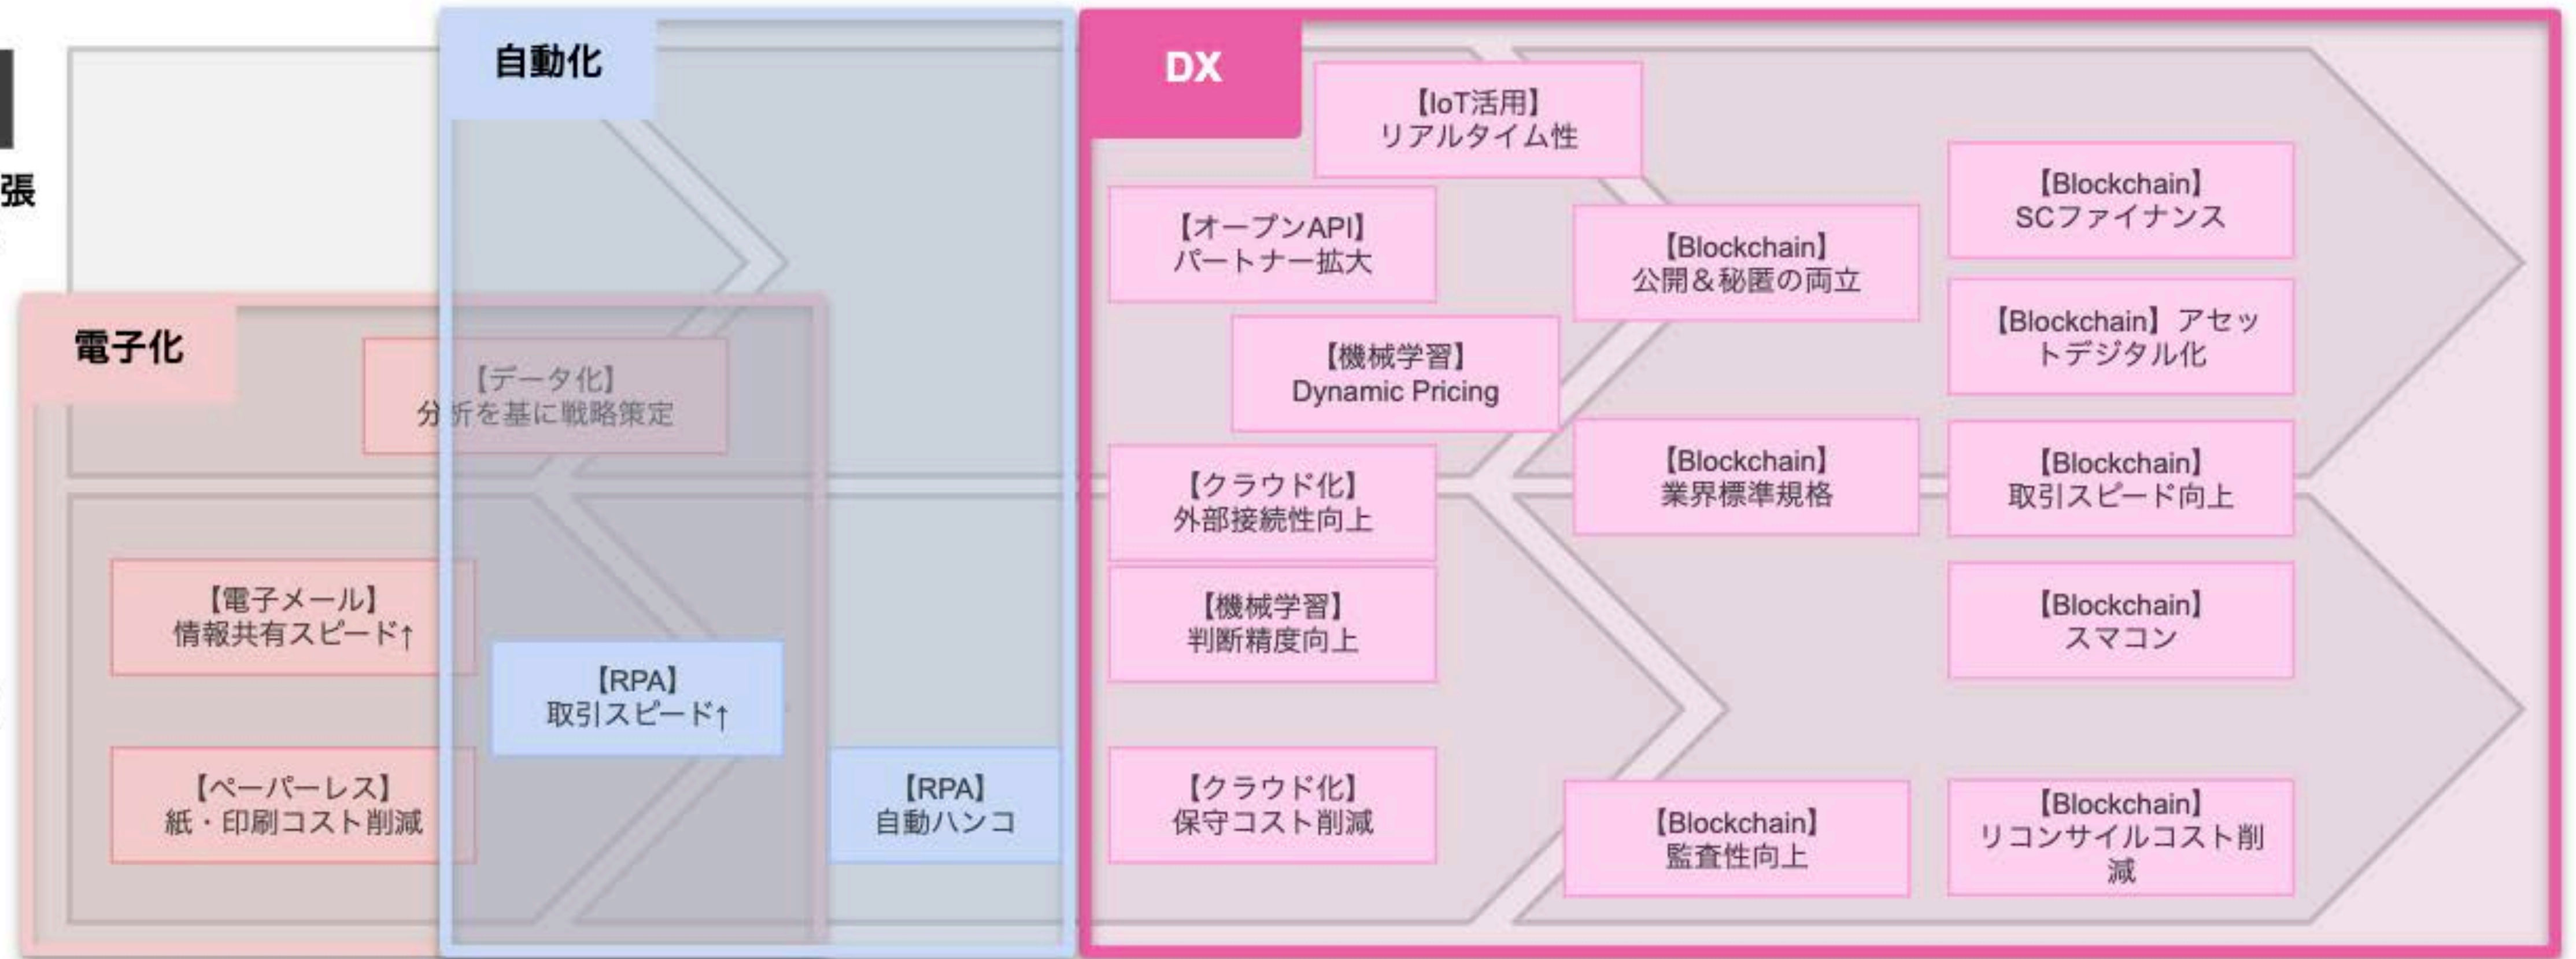 張
電子化
【データ化】
分析を基に戦略策定
【電子メール】
情報共有スピード↑
【ペーパーレス】
紙・印刷コスト削減
自動化
【RPA】
取引スピード↑
【RPA】
自動ハンコ
DX
【IoT活用】
リアルタイム性
【オープンAPI】
パートナー拡大
【機械学習】
Dynamic Pricing
【クラウド化】
外部接続性向上
【機械学習】
判断精度向上
【クラウド化】
保守コスト削減
【Blockchain】
公開＆秘匿の両立
【Blockchain】
業界標準規格
【Blockchain】
監査性向上
【Blockchain】
SCファイナンス
【Blockchain】アセッ
トデジタル化
【Blockchain】
取引スピード向上
【Blockchain】
スマコン
【Blockchain】
リコンサイルコスト削
減